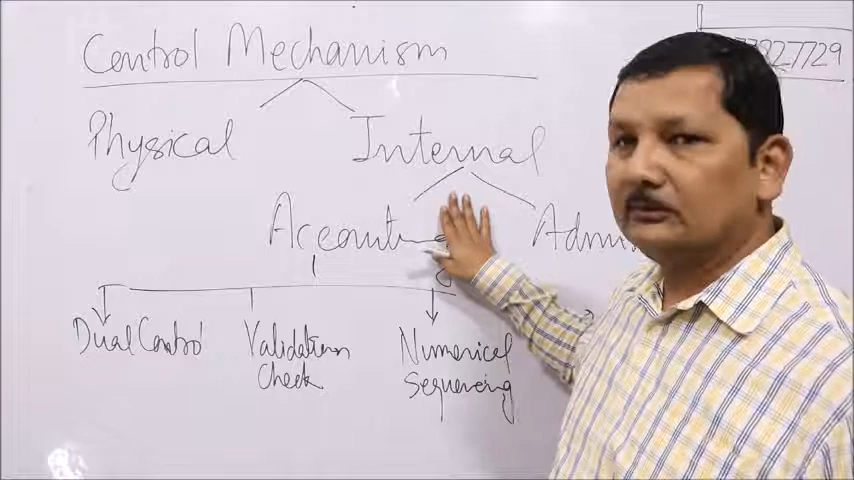 Control Mechanism
Physical
Internal
Dual Control
Validation
Check
Numerical
Sequencing